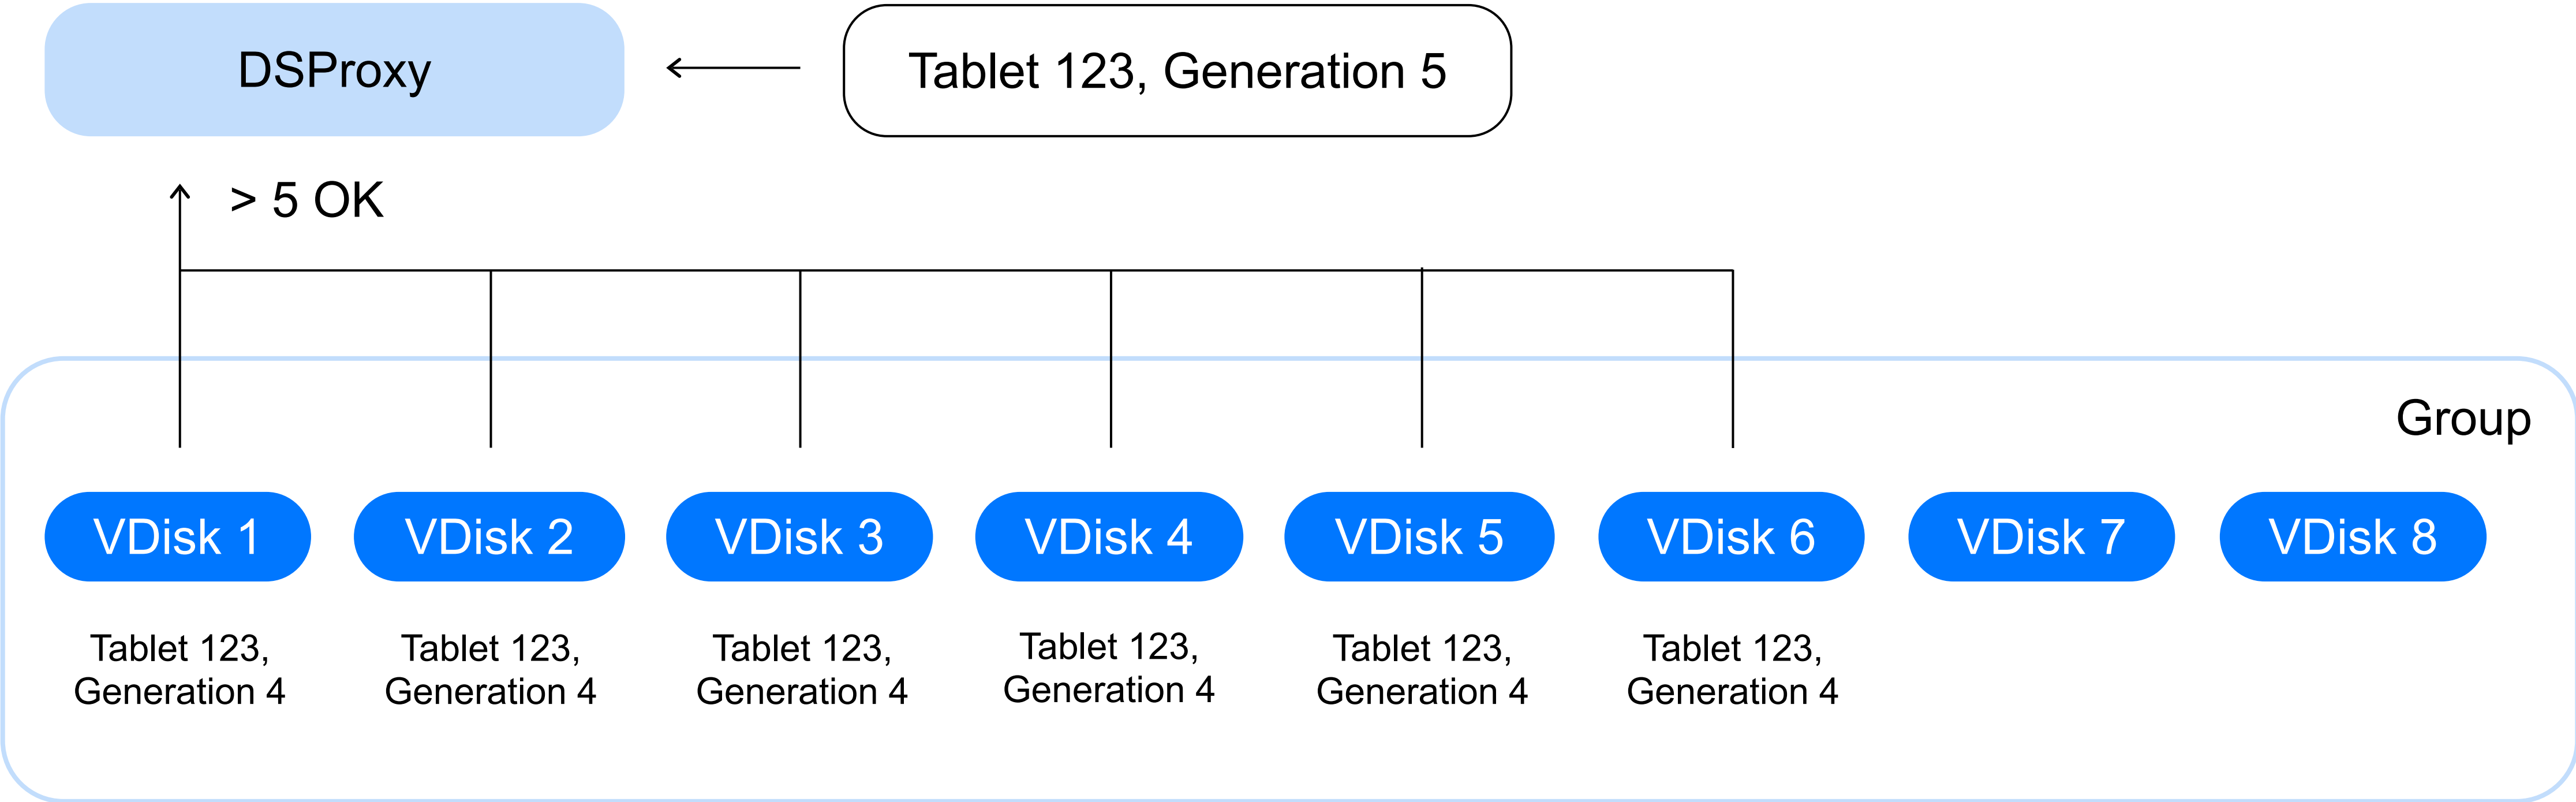 DSProxy
Tablet 123, Generation 5
> 5 OK
Group
VDisk 1
VDisk 2
VDisk 3
VDisk 4
VDisk 5
VDisk 6
VDisk 7
VDisk 8
Tablet 123,
Generation 4
Tablet 123,
Generation 4
Tablet 123,
Generation 4
Tablet 123,
Generation 4
Tablet 123,
Generation 4
Tablet 123,
Generation 4